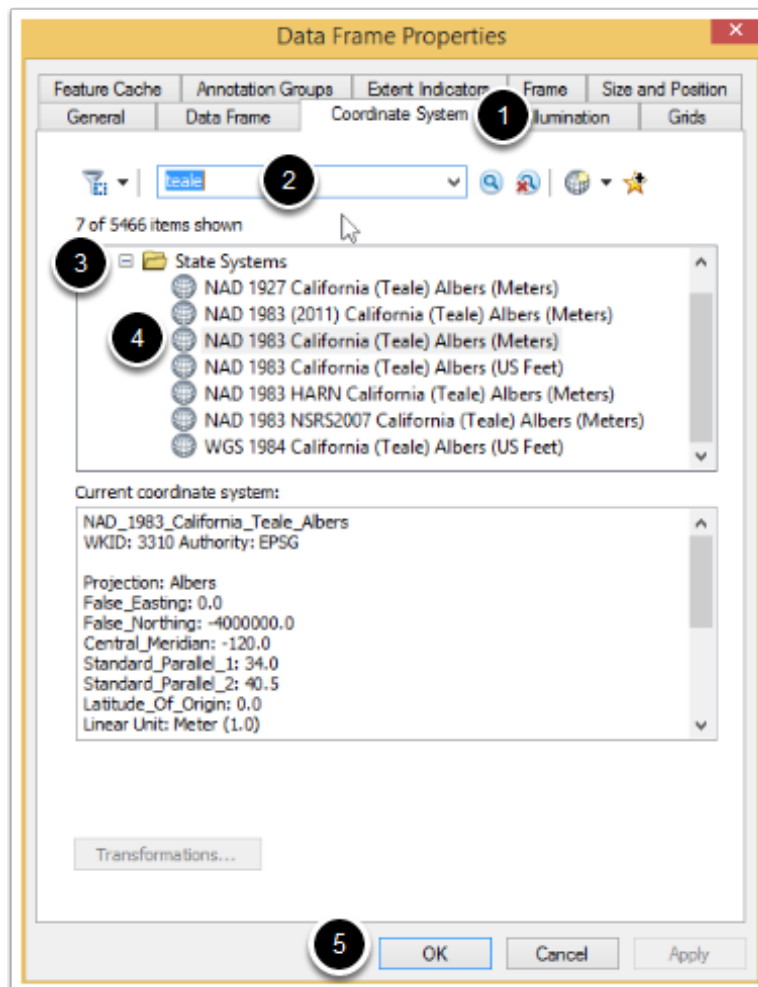 Data Frame Properties
Feature Cache Annotation Groups Extent Indicators Frame Size and Position
General Data Frame Coordinate System 1 Illumination Grids
teale 2
7 of 5466 items shown
3 State Systems
NAD 1927 California (Teale) Albers (Meters)
NAD 1983 (2011) California (Teale) Albers (Meters)
4 NAD 1983 California (Teale) Albers (Meters)
NAD 1983 California (Teale) Albers (US Feet)
NAD 1983 HARN California (Teale) Albers (Meters)
NAD 1983 NSRS2007 California (Teale) Albers (Meters)
WGS 1984 California (Teale) Albers (US Feet)
Current coordinate system:
NAD_1983_California_Teale_Albers
WKID: 3310 Authority: EPSG
Projection: Albers
False_Easting: 0.0
False_Northing: -4000000.0
Central_Meridian: -120.0
Standard_Parallel_1: 34.0
Standard_Parallel_2: 40.5
Latitude_Of_Origin: 0.0
Linear Unit: Meter (1.0)
Transformations...
5 OK Cancel Apply